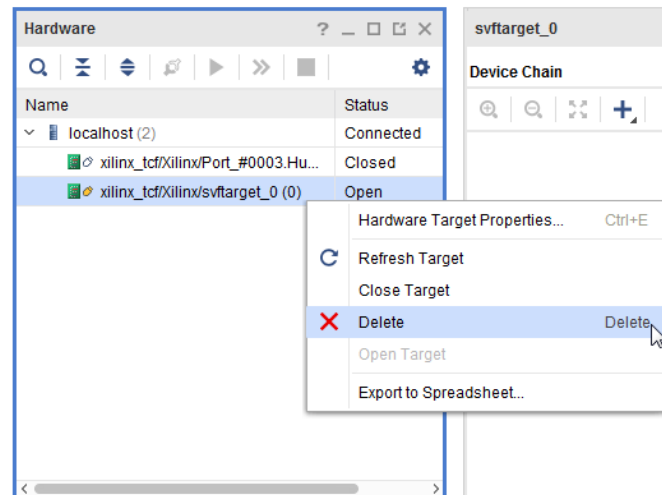 Hardware
svftarget_0
Device Chain
Name Status
localhost (2) Connected
xilinx_tcf/Xilinx/Port_#0003.Hu... Closed
xilinx_tcf/Xilinx/svftarget_0 (0) Open
Hardware Target Properties... Ctrl+E
Refresh Target
Close Target
Delete Delete
Open Target
Export to Spreadsheet...